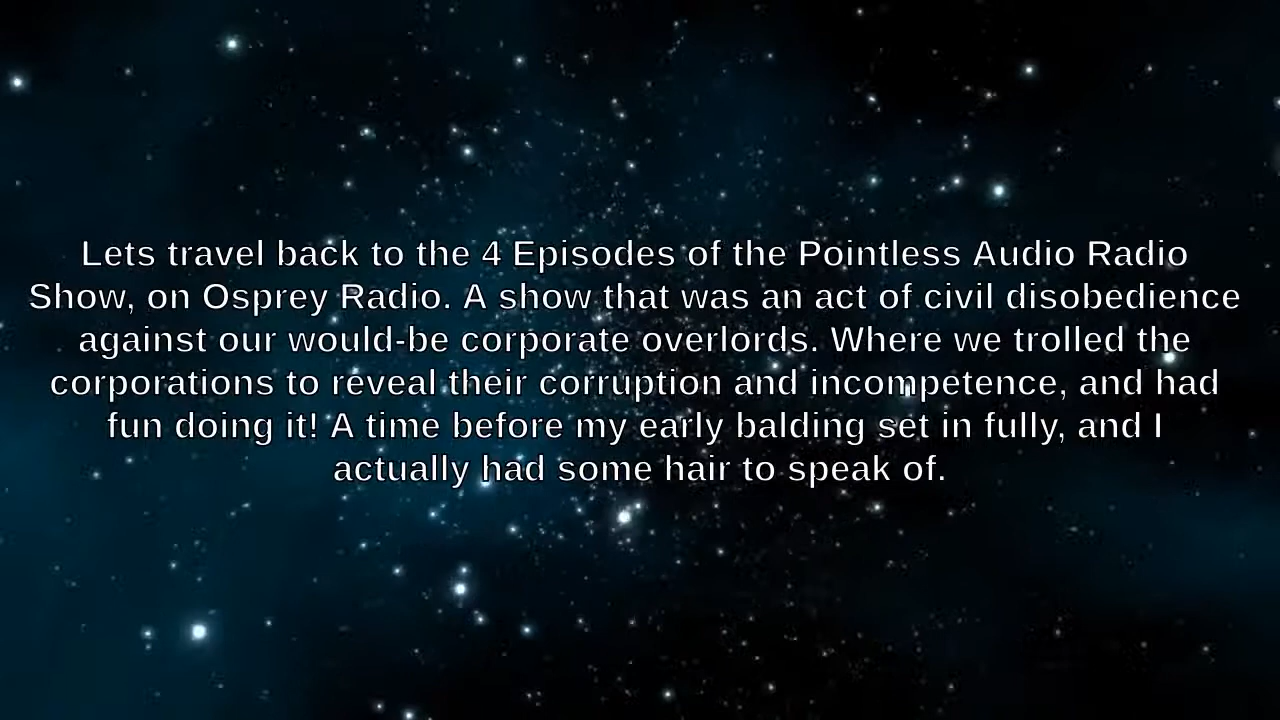 Lets travel back to the 4 Episodes of the Pointless Audio Radio
Show, on Osprey Radio. A show that was an act of civil disobedience
against our would-be corporate overlords. Where we trolled the
corporations to reveal their corruption and incompetence, and had
fun doing it! A time before my early balding set in fully, and I
actually had some hair to speak of.